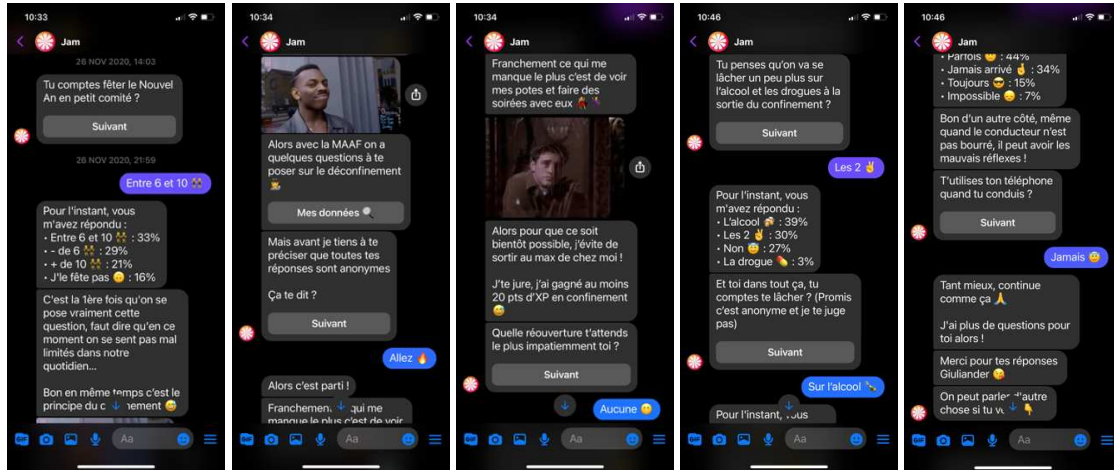 10:33
Jam
26 NOV 2020, 14:03
Tu comptes fêter le Nouvel
An en petit comité ?
Suivant
26 NOV 2020, 21:59
Entre 6 et 10 👯
Pour l'instant, vous
m'avez répondu :
• Entre 6 et 10 👯 : 33%
• - de 6 👯 : 29%
• + de 10 👯 : 21%
• J'le fête pas 😑 : 16%
C'est la 1ère fois qu'on se
pose vraiment cette
question, faut dire qu'en ce
moment on se sent pas mal
limités dans notre
quotidien...
Bon en même temps c'est le
principe du
GIF
Aa
10:34
Jam
Alors avec la MAAF on a
quelques questions à te
poser sur le déconfinement
Mes données 🔍
Mais avant je tiens à te
préciser que toutes tes
réponses sont anonymes
Ça te dit ?
Suivant
Allez 🔥
Alors c'est parti !
qui me
manque le plus c'est de voir
GIF
Aa
10:34
Jam
Franchement ce qui me
manque le plus c'est de voir
mes potes et faire des
soirées avec eux 🕺
Alors pour que ce soit
bientôt possible, j'évite de
sortir au max de chez moi !
J'te jure, j'ai gagné au moins
20 pts d'XP en confinement
😅
Quelle réouverture t'attends
le plus impatiemment toi ?
Suivant
Aucune 🙂
GIF
Aa
10:46
Jam
Tu penses qu'on va se
lâcher un peu plus sur
l'alcool et les drogues à la
sortie du confinement ?
Suivant
Les 2 ✌️
Pour l'instant, vous
m'avez répondu :
• L'alcool 🍻 : 39%
• Les 2 ✌️ : 30%
• Non 😇 : 27%
• La drogue 💊 : 3%
Et toi dans tout ça, tu
comptes te lâcher ? (Promis
c'est anonyme et je te juge
pas)
Suivant
Sur l'alcool 🍾
Pour l'instant, vous
GIF
Aa
10:46
Jam
• Parfois 😕 : 44%
• Jamais arrivé ☝️ : 34%
• Toujours 😎 : 15%
• Impossible 😑 : 7%
Bon d'un autre côté, même
quand le conducteur n'est
pas bourré, il peut avoir les
mauvais réflexes !
T'utilises ton téléphone
quand tu conduis ?
Suivant
Jamais 😇
Tant mieux, continue
comme ça 🙏
J'ai plus de questions pour
toi alors !
Merci pour tes réponses
Giuliander 😘
On peut parler d'autre
chose si tu 👇
GIF
Aa